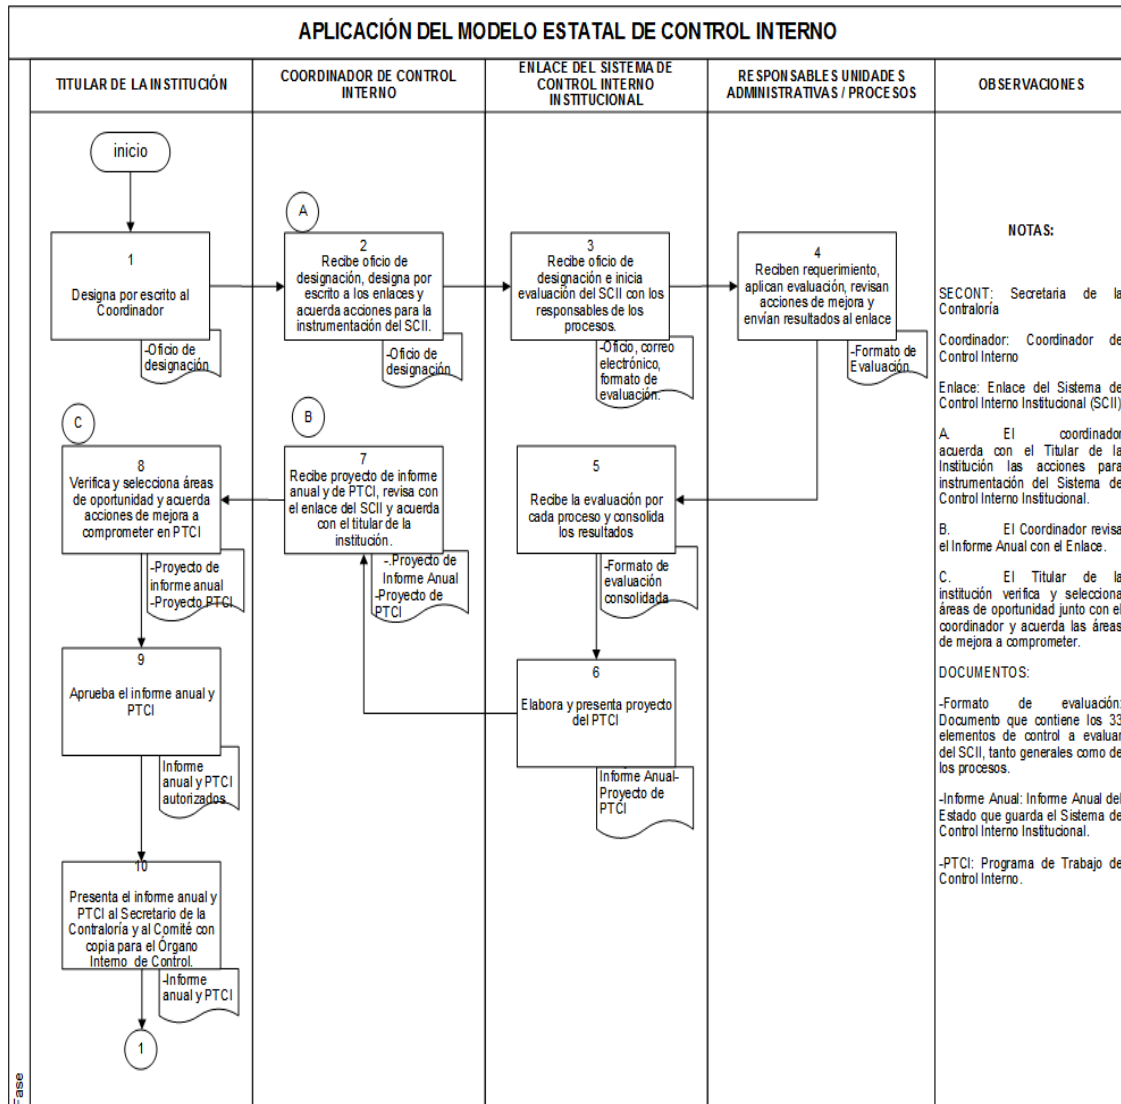 APLICACIÓN DEL MODELO ESTATAL DE CONTROL INTERNO
TITULAR DE LA INSTITUCIÓN
COORDINADOR DE CONTROL
INTERNO
ENLACE DEL SISTEMA DE
CONTROL INTERNO
INSTITUCIONAL
RESPONSABLES UNIDADES
ADMINISTRATIVAS / PROCESOS
OBSERVACIONES
inicio
1
Designa por escrito al
Coordinador
-Oficio de
designación
A
2
Recibe oficio de
designación, designa por
escrito a los enlaces y
acuerda acciones para la
instrumentación del SCII.
-Oficio de
designación
3
Recibe oficio de
designación e inicia
evaluación del SCII con los
responsables de los
procesos.
-Oficio, correo
electrónico,
formato de
evaluación.
4
Reciben requerimiento,
aplican evaluación, revisan
acciones de mejora y
envían resultados al enlace
-Formato de
Evaluación
C
8
Verifica y selecciona áreas
de oportunidad y acuerda
acciones de mejora a
comprometer en PTCI
-Proyecto de
informe anual
-Proyecto PTCI
B
7
Recibe proyecto de informe
anual y de PTCI, revisa con
el enlace del SCII y acuerda
con el titular de la
institución.
-.Proyecto de
Informe Anual
-Proyecto de
PTCI
5
Recibe la evaluación por
cada proceso y consolida
los resultados
-Formato de
evaluación
consolidada
9
Aprueba el informe anual y
PTCI
Informe
anual y PTCI
autorizados
6
Elabora y presenta proyecto
del PTCI
Informe Anual-
Proyecto de
PTCI
10
Presenta el informe anual y
PTCI al Secretario de la
Contraloría y al Comité con
copia para el Órgano
Interno de Control.
-Informe
anual y PTCI
1
Fase
NOTAS:
SECONT: Secretaria de la
Contraloría
Coordinador: Coordinador de
Control Interno
Enlace: Enlace del Sistema de
Control Interno Institucional (SCII)
A. El coordinador
acuerda con el Titular de la
Institución las acciones para
instrumentación del Sistema de
Control Interno Institucional.
B. El Coordinador revisa
el Informe Anual con el Enlace.
C. El Titular de la
institución verifica y selecciona
áreas de oportunidad junto con el
coordinador y acuerda las áreas
de mejora a comprometer.
DOCUMENTOS:
-Formato de evaluación:
Documento que contiene los 33
elementos de control a evaluar
del SCII, tanto generales como de
los procesos.
-Informe Anual: Informe Anual del
Estado que guarda el Sistema de
Control Interno Institucional.
-PTCI: Programa de Trabajo de
Control Interno.